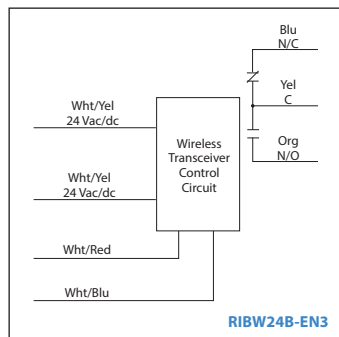 Blu
N/C
Yel
C
Org
N/O
Wht/Yel
24 Vac/dc
Wireless
Transceiver
Control
Circuit
Wht/Yel
24 Vac/dc
Wht/Red
Wht/Blu
RIBW24B-EN3